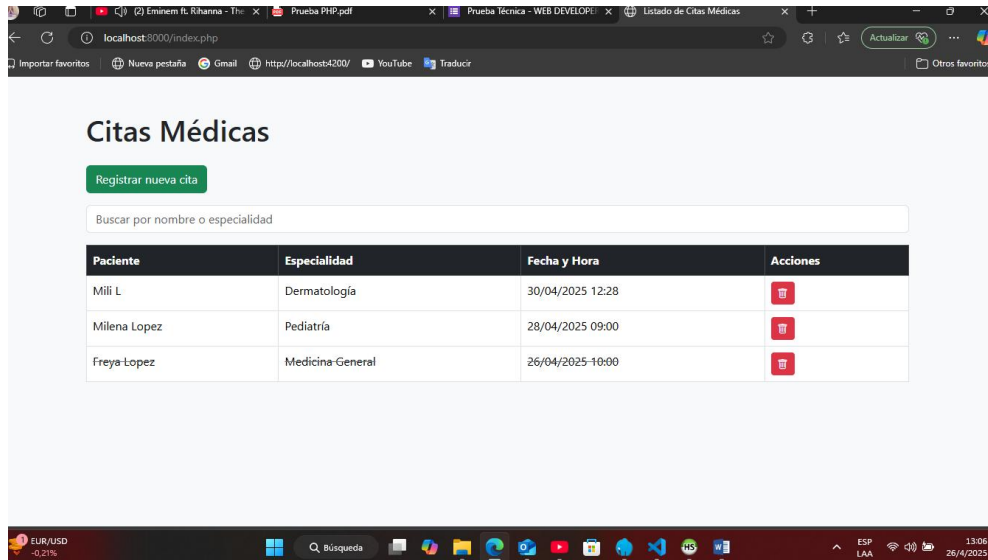 (2) Eminem ft. Rihanna - The
Prueba PHP.pdf
Prueba Técnica - WEB DEVELOPE
Listado de Citas Médicas
localhost:8000/index.php
Actualizar
Importar favoritos
Nueva pestaña
Gmail
http://localhost:4200/
YouTube
Traducir
Otros favoritos
Citas Médicas
Registrar nueva cita
Buscar por nombre o especialidad
Paciente Especialidad Fecha y Hora Acciones
Mili L Dermatología 30/04/2025 12:28
Milena Lopez Pediatría 28/04/2025 09:00
Freya Lopez Medicina General 26/04/2025 10:00
1
EUR/USD
-0,21%
Búsqueda
HS
ESP
LAA
13:06
26/4/2025